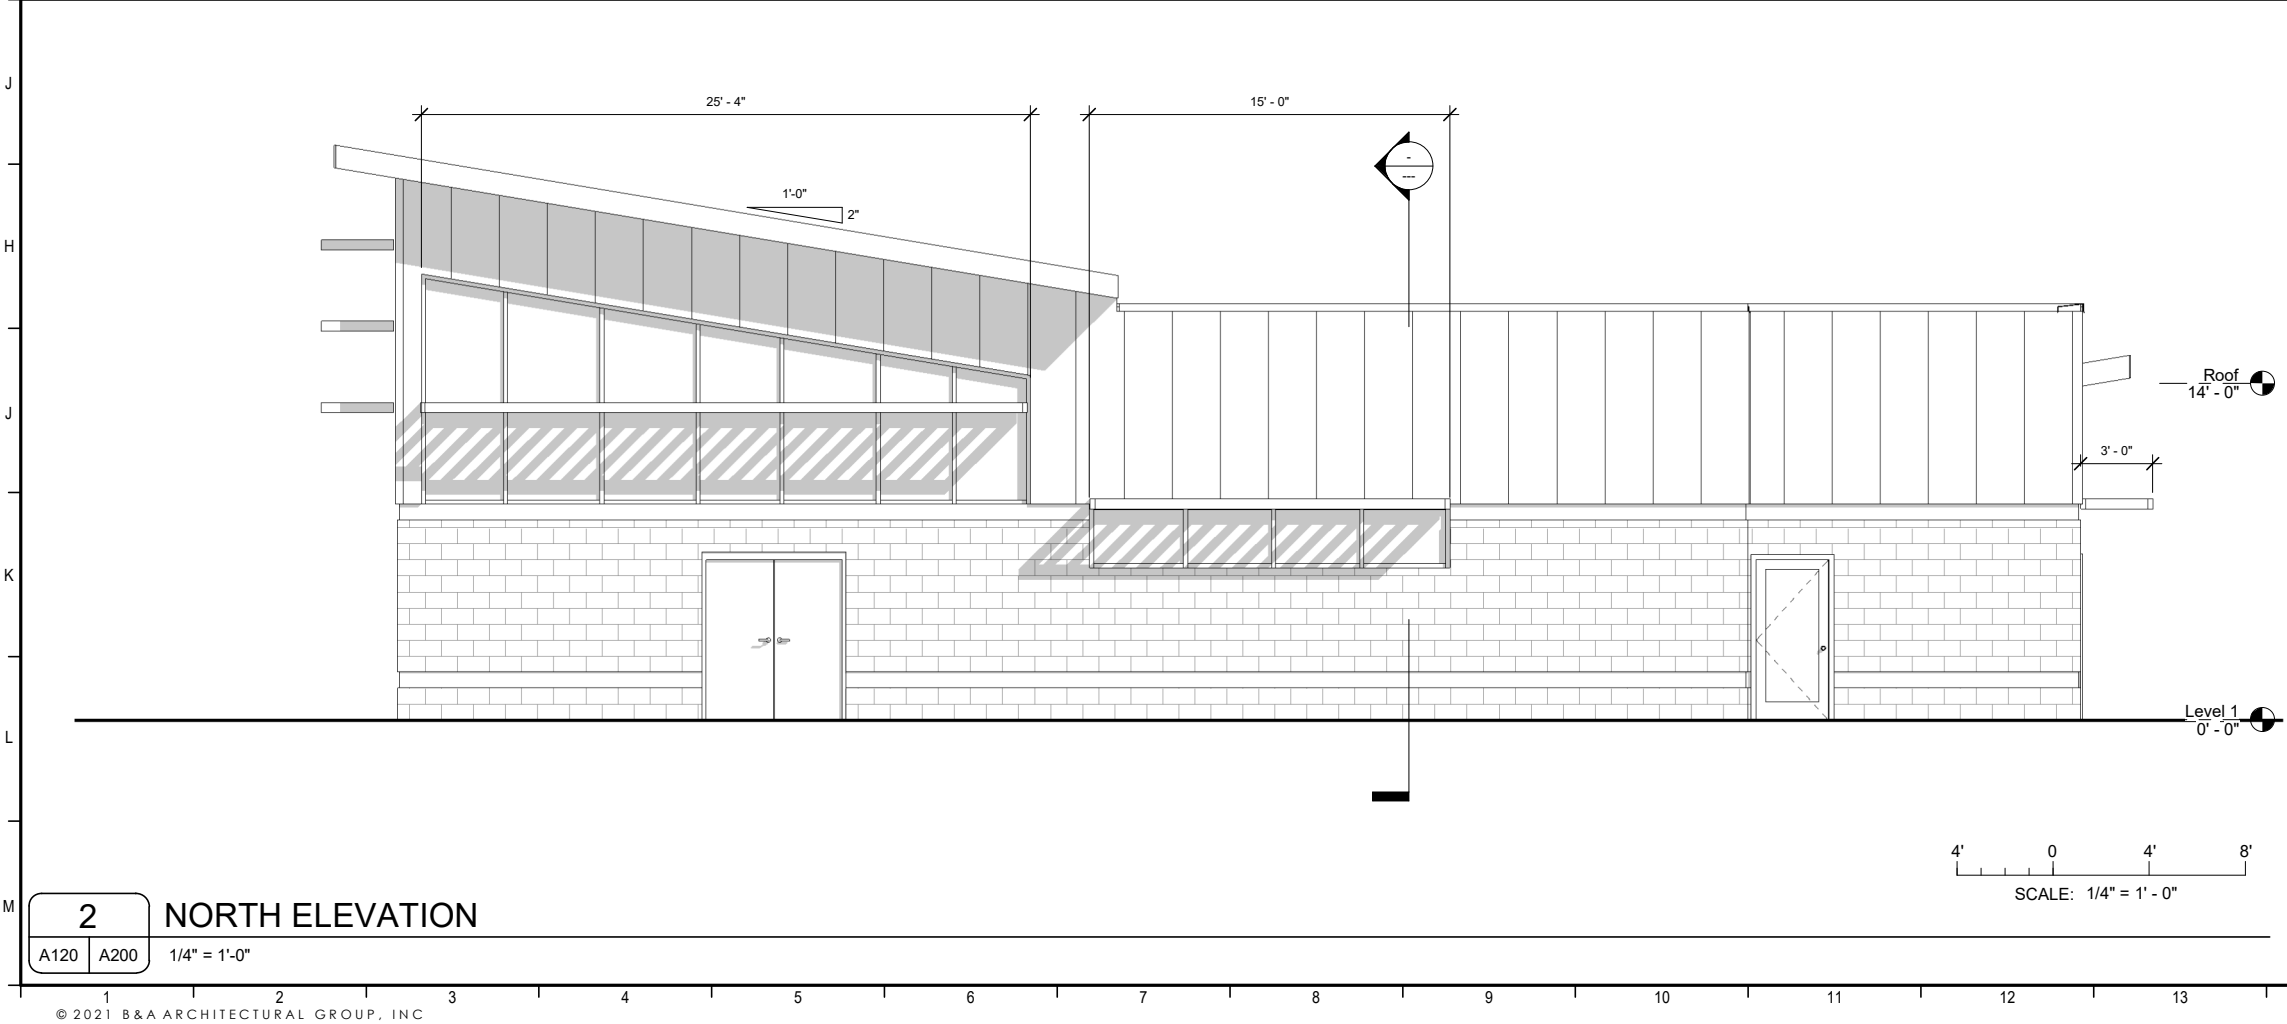 J
25' - 4"
15' - 0"
-
---
1'-0"
2"
H
Roof
14' - 0"
J
3' - 0"
K
Level 1
0' - 0"
L
4' 0 4' 8'
SCALE: 1/4" = 1' - 0"
M
2
NORTH ELEVATION
A120 A200
1/4" = 1'-0"
1 2 3 4 5 6 7 8 9 10 11 12 13
© 2021 B&A ARCHITECTURAL GROUP, INC